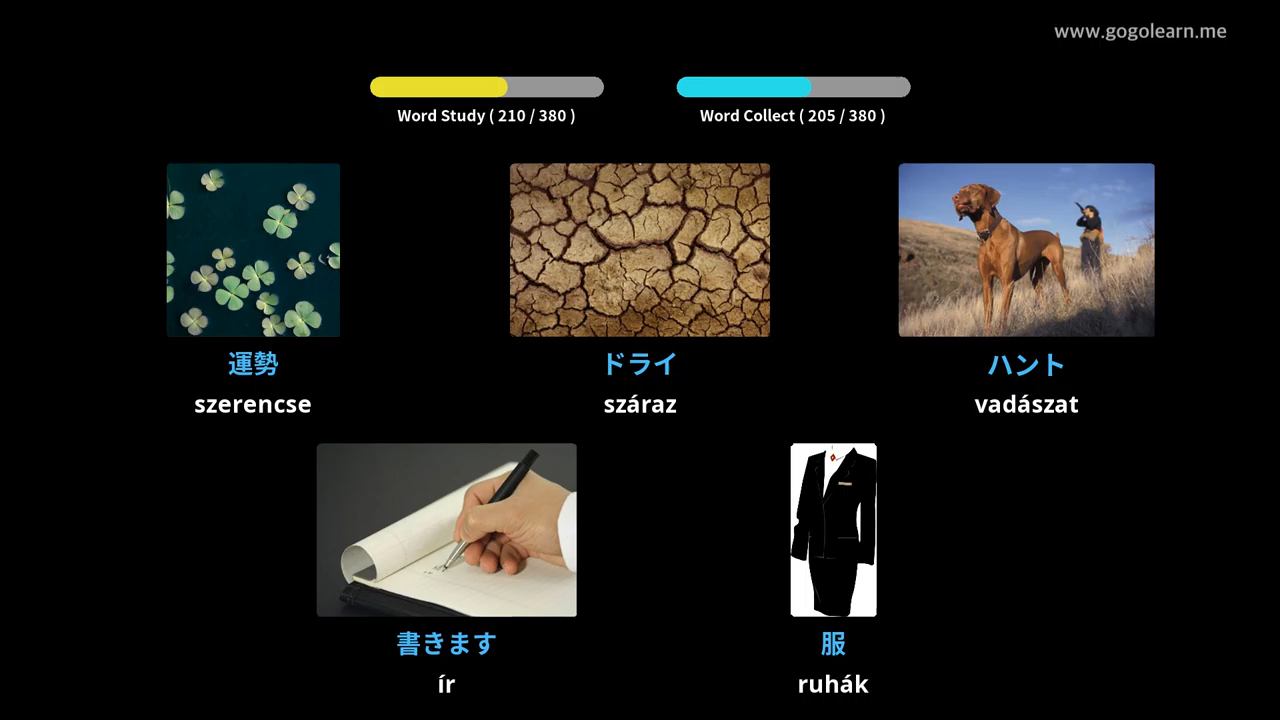 www.gogolearn.me
Word Study ( 210 / 380 )
Word Collect ( 205 / 380 )
運勢
szerencse
ドライ
száraz
ハント
vadászat
書きます
ír
服
ruhák